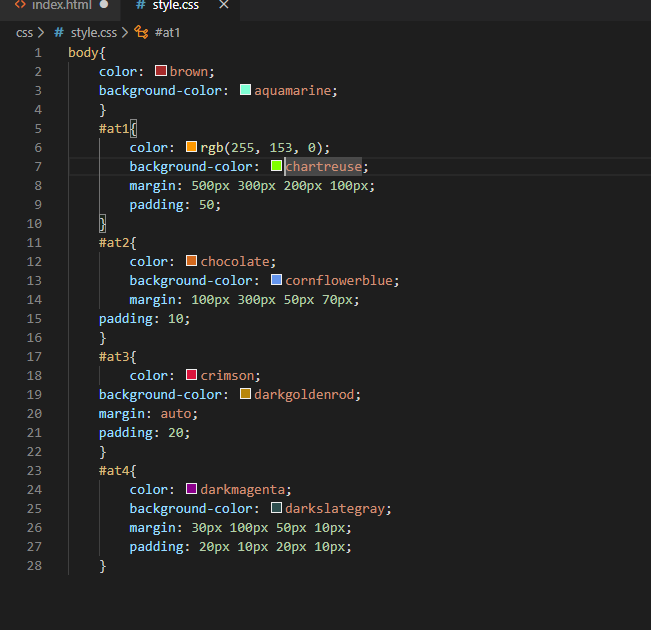 index.html ● # style.css ×
css > # style.css > #at1
1 body{
2 color: brown;
3 background-color: aquamarine;
4 }
5 #at1{
6 color: rgb(255, 153, 0);
7 background-color: chartreuse;
8 margin: 500px 300px 200px 100px;
9 padding: 50;
10 }
11 #at2{
12 color: chocolate;
13 background-color: cornflowerblue;
14 margin: 100px 300px 50px 70px;
15 padding: 10;
16 }
17 #at3{
18 color: crimson;
19 background-color: darkgoldenrod;
20 margin: auto;
21 padding: 20;
22 }
23 #at4{
24 color: darkmagenta;
25 background-color: darkslategray;
26 margin: 30px 100px 50px 10px;
27 padding: 20px 10px 20px 10px;
28 }